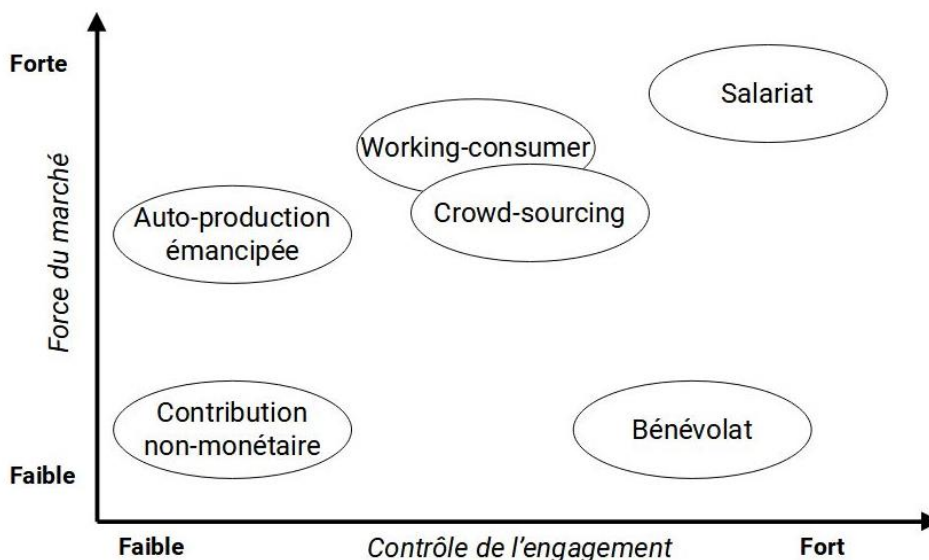 Forte
Salariat
Working-consumer
Crowd-sourcing
Auto-production
émancipée
Force du marché
Contribution
non-monétaire
Bénévolat
Faible
Faible
Contrôle de l'engagement
Fort